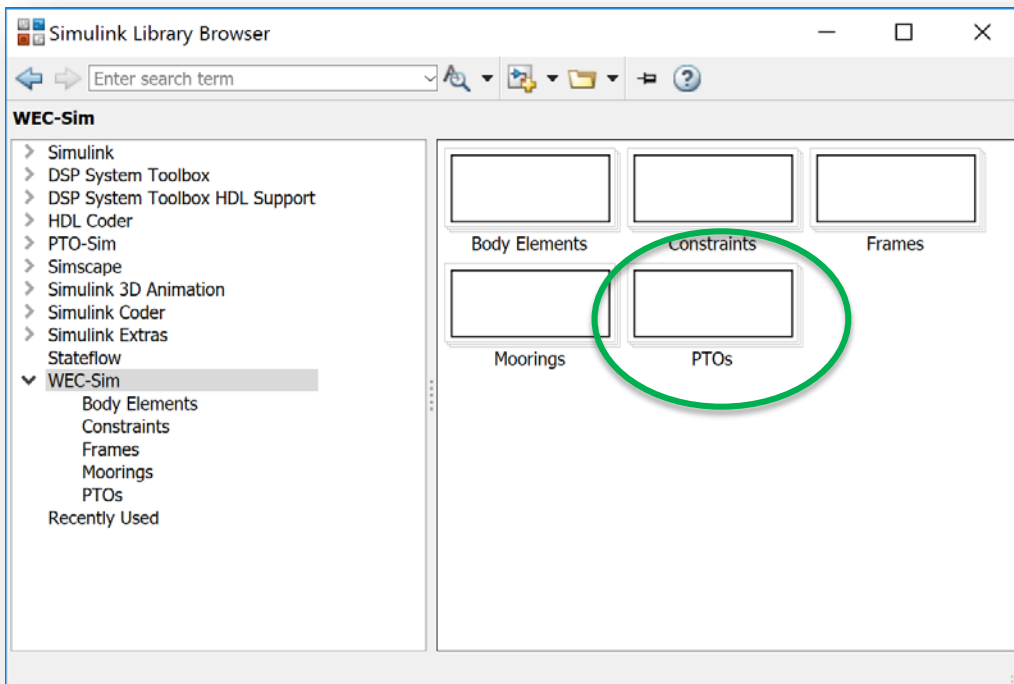 Simulink Library Browser
Enter search term
WEC-Sim
Simulink
DSP System Toolbox
DSP System Toolbox HDL Support
HDL Coder
PTO-Sim
Simscape
Simulink 3D Animation
Simulink Coder
Simulink Extras
Stateflow
WEC-Sim
Body Elements
Constraints
Frames
Moorings
PTOs
Recently Used
Body Elements Constraints Frames
Moorings PTOs